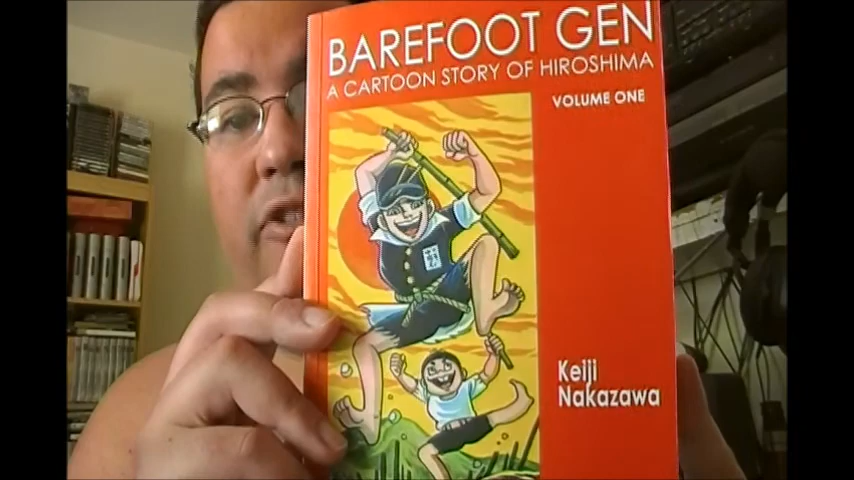 BAREFOOT GEN
A CARTOON STORY OF HIROSHIMA
VOLUME ONE
Keiji
Nakazawa